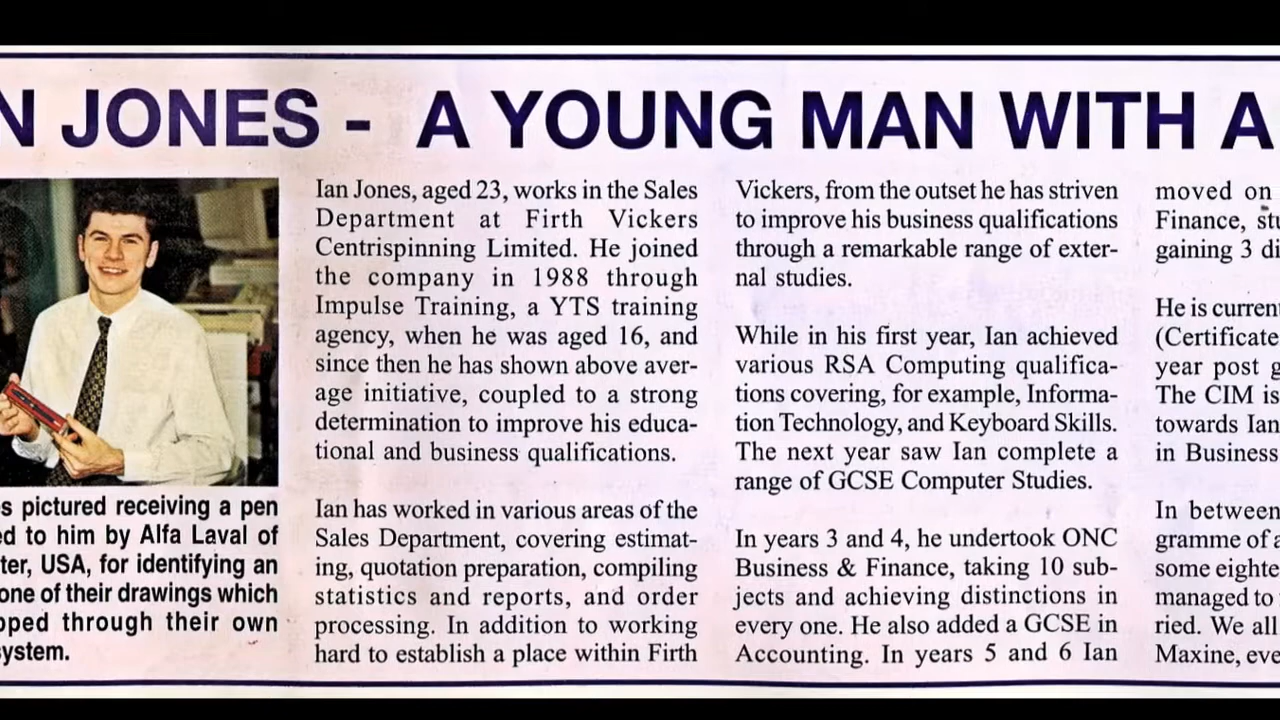 N JONES - A YOUNG MAN WITH A
s pictured receiving a pen
ed to him by Alfa Laval of
ter, USA, for identifying an
one of their drawings which
pped through their own
system.
Ian Jones, aged 23, works in the Sales
Department at Firth Vickers
Centrispinning Limited. He joined
the company in 1988 through
Impulse Training, a YTS training
agency, when he was aged 16, and
since then he has shown above aver-
age initiative, coupled to a strong
determination to improve his educa-
tional and business qualifications.
Ian has worked in various areas of the
Sales Department, covering estimat-
ing, quotation preparation, compiling
statistics and reports, and order
processing. In addition to working
hard to establish a place within Firth
Vickers, from the outset he has striven
to improve his business qualifications
through a remarkable range of exter-
nal studies.
While in his first year, Ian achieved
various RSA Computing qualifica-
tions covering, for example, Informa-
tion Technology, and Keyboard Skills.
The next year saw Ian complete a
range of GCSE Computer Studies.
In years 3 and 4, he undertook ONC
Business & Finance, taking 10 sub-
jects and achieving distinctions in
every one. He also added a GCSE in
Accounting. In years 5 and 6 Ian
moved on
Finance, stu
gaining 3 di
He is current
(Certificate
year post g
The CIM is
towards Ian
in Business
In between
gramme of a
some eightee
managed to
ried. We all
Maxine, eve